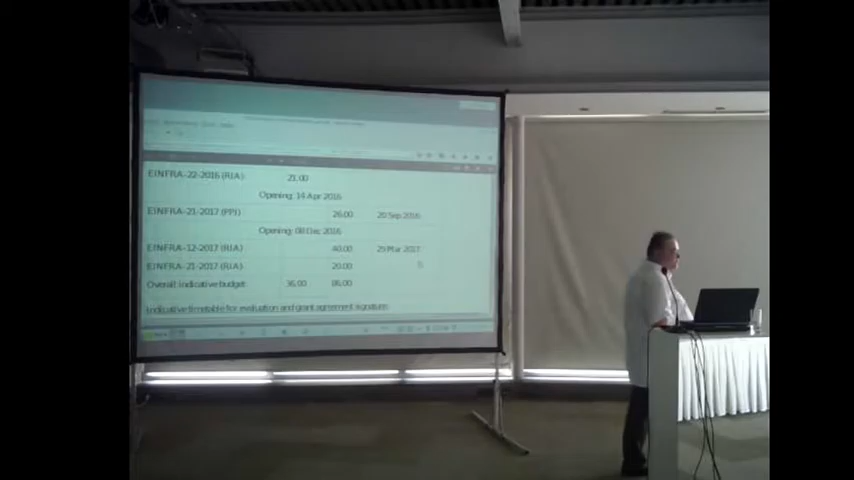 EINFRA-22-2016 (RIA) 21.00
Opening: 14 Apr 2016
EINFRA-21-2017 (PPI) 26.00 20 Sep 2016
Opening: 08 Dec 2016
EINFRA-12-2017 (RIA) 40.00 29 Mar 2017
EINFRA-21-2017 (RIA) 20.00
Overall indicative budget 36.00 86.00
Indicative timetable for evaluation and grant agreement signature